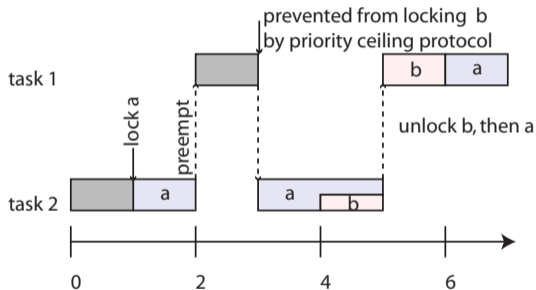 prevented from locking b
by priority ceiling protocol
task 1
b
a
lock a
preempt
unlock b, then a
task 2
a
a
b
0
2
4
6